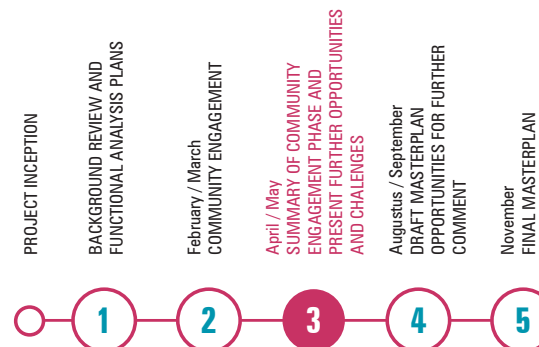 PROJECT INCEPTION
BACKGROUND REVIEW AND
FUNCTIONAL ANALYSIS PLANS
February / March
COMMUNITY ENGAGEMENT
April / May
SUMMARY OF COMMUNITY
ENGAGEMENT PHASE AND
PRESENT FURTHER OPPORTUNITIES
AND CHALENGES
Augustus / September
DRAFT MASTERPLAN
OPPORTUNITIES FOR FURTHER
COMMENT
November
FINAL MASTERPLAN
1
2
3
4
5